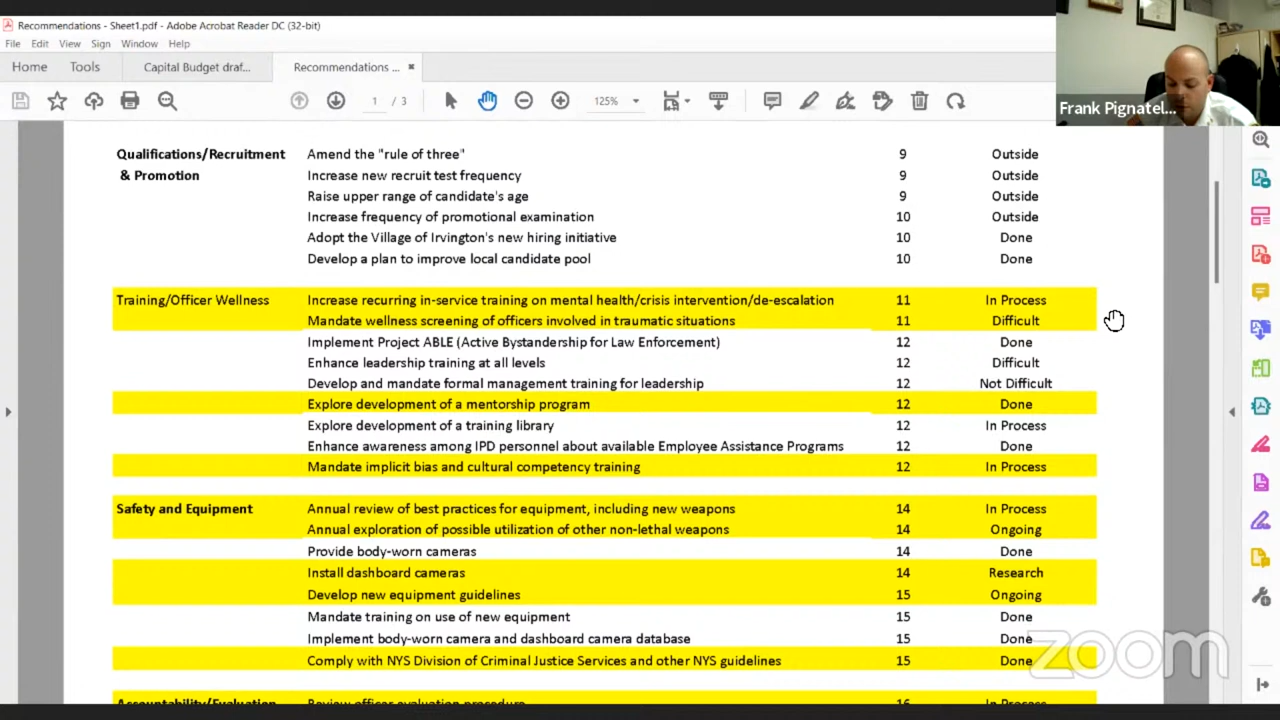 Recommendations - Sheet1.pdf - Adobe Acrobat Reader DC (32-bit)
File Edit View Sign Window Help
Home Tools Capital Budget draf... Recommendations ... ×
1 / 3 125%
Frank Pignatel...
Qualifications/Recruitment Amend the "rule of three" 9 Outside
& Promotion Increase new recruit test frequency 9 Outside
Raise upper range of candidate's age 9 Outside
Increase frequency of promotional examination 10 Outside
Adopt the Village of Irvington's new hiring initiative 10 Done
Develop a plan to improve local candidate pool 10 Done
Training/Officer Wellness Increase recurring in-service training on mental health/crisis intervention/de-escalation 11 In Process
Mandate wellness screening of officers involved in traumatic situations 11 Difficult
Implement Project ABLE (Active Bystandership for Law Enforcement) 12 Done
Enhance leadership training at all levels 12 Difficult
Develop and mandate formal management training for leadership 12 Not Difficult
Explore development of a mentorship program 12 Done
Explore development of a training library 12 In Process
Enhance awareness among IPD personnel about available Employee Assistance Programs 12 Done
Mandate implicit bias and cultural competency training 12 In Process
Safety and Equipment Annual review of best practices for equipment, including new weapons 14 In Process
Annual exploration of possible utilization of other non-lethal weapons 14 Ongoing
Provide body-worn cameras 14 Done
Install dashboard cameras 14 Research
Develop new equipment guidelines 15 Ongoing
Mandate training on use of new equipment 15 Done
Implement body-worn camera and dashboard camera database 15 Done
Comply with NYS Division of Criminal Justice Services and other NYS guidelines 15 Done
zoom
Accountability/Evaluation Review officer evaluation procedure 16 In Process